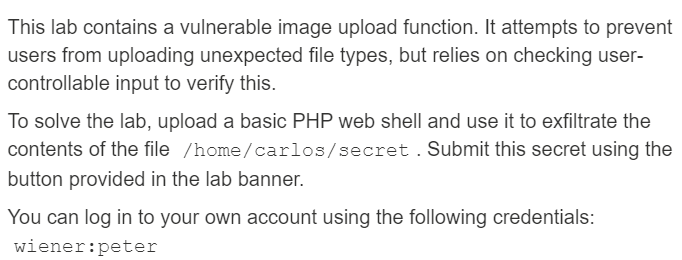 This lab contains a vulnerable image upload function. It attempts to prevent
users from uploading unexpected file types, but relies on checking user-
controllable input to verify this.
To solve the lab, upload a basic PHP web shell and use it to exfiltrate the
contents of the file /home/carlos/secret . Submit this secret using the
button provided in the lab banner.
You can log in to your own account using the following credentials:
wiener:peter